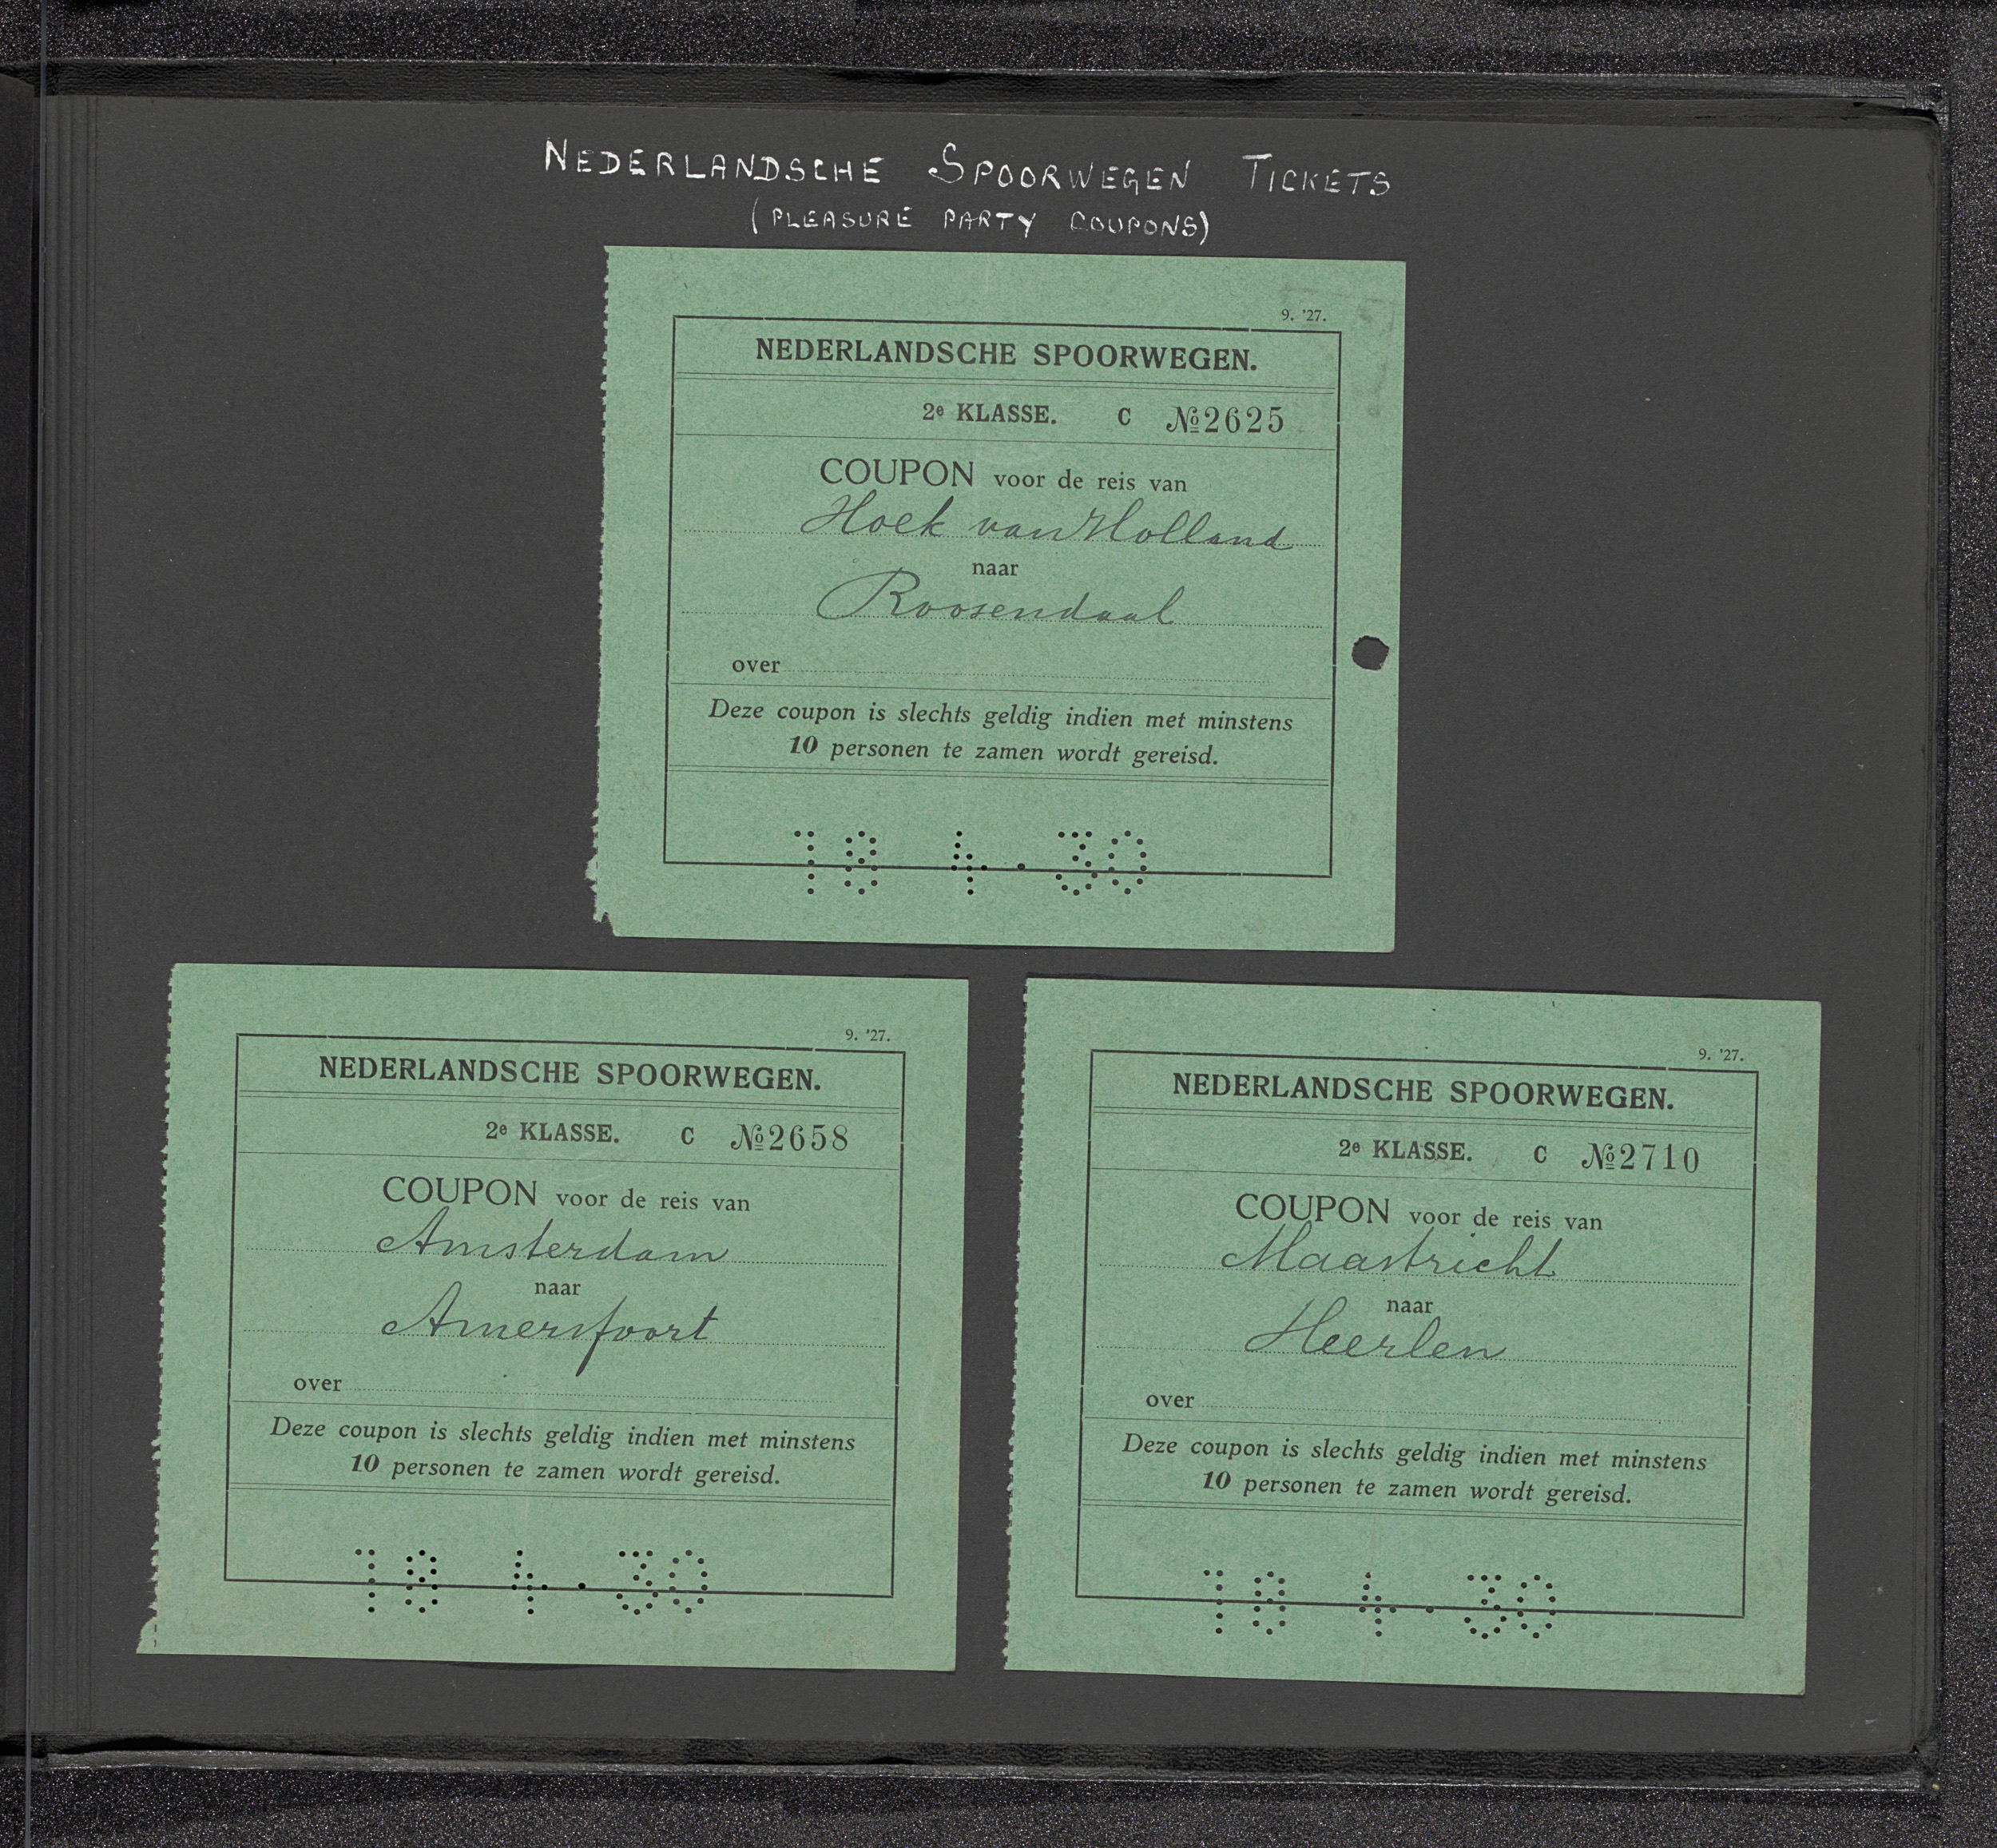 NEDERLANDSCHE SPOORWEGEN TICKETS
(PLEASURE PARTY COUPONS)
9. '27.
NEDERLANDSCHE SPOORWEGEN.
2e KLASSE. C №2625
COUPON voor de reis van
Hoek van Holland
naar
Roosendaal
over
Deze coupon is slechts geldig indien met minstens
10 personen te zamen wordt gereisd.
18 4·30
9. '27.
NEDERLANDSCHE SPOORWEGEN.
2e KLASSE. C №2658
COUPON voor de reis van
Amsterdam
naar
Amersfoort
over
Deze coupon is slechts geldig indien met minstens
10 personen te zamen wordt gereisd.
18 4·30
9. '27.
NEDERLANDSCHE SPOORWEGEN.
2e KLASSE. C №2710
COUPON voor de reis van
Maastricht
naar
Heerlen
over
Deze coupon is slechts geldig indien met minstens
10 personen te zamen wordt gereisd.
18 4·30